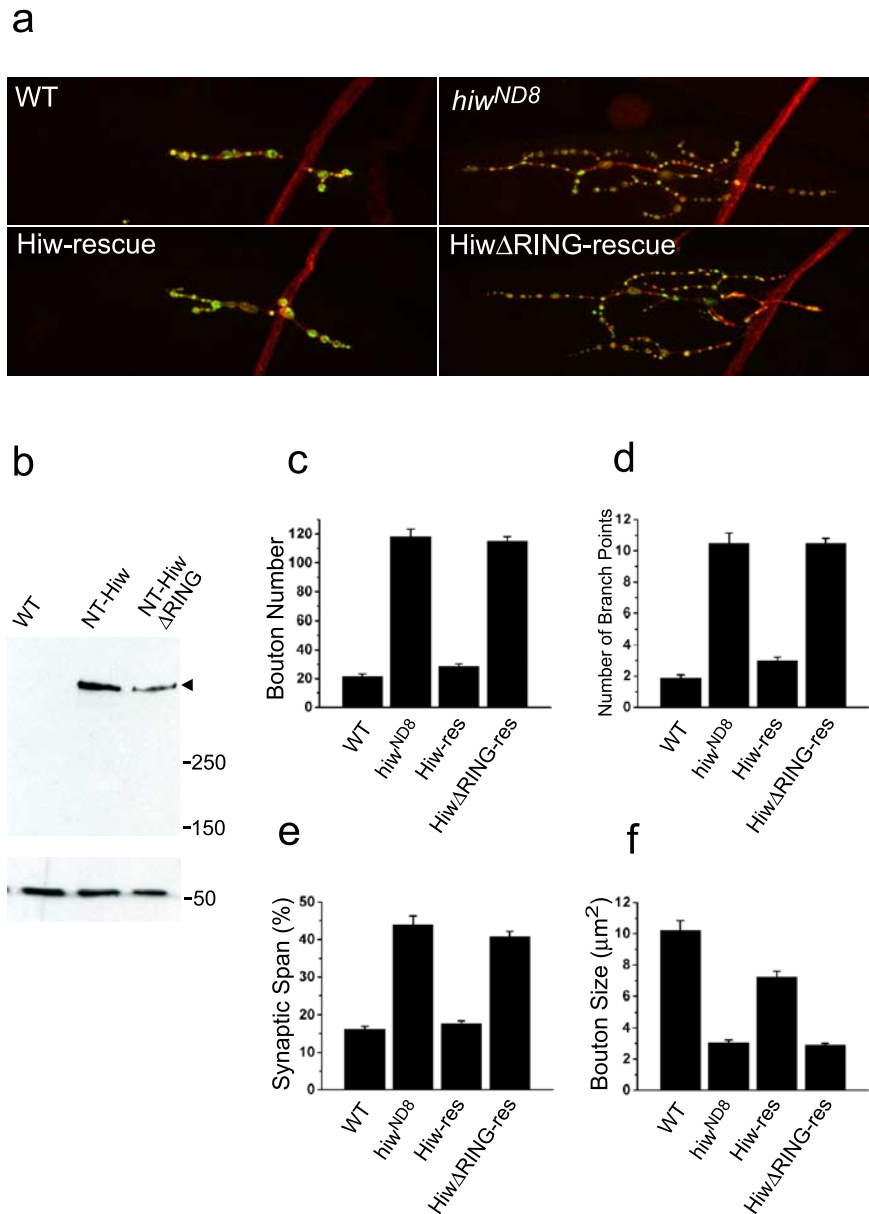 a
WT
hiwND8
Hiw-rescue
HiwΔRING-rescue
b
WT
NT-Hiw
NT-Hiw
ΔRING
-250
-150
-50
c
Bouton Number
120
100
80
60
40
20
0
WT
hiwND8
Hiw-res
HiwΔRING-res
d
Number of Branch Points
12
10
8
6
4
2
0
WT
hiwND8
Hiw-res
HiwΔRING-res
e
Synaptic Span (%)
50
40
30
20
10
0
WT
hiwND8
Hiw-res
HiwΔRING-res
f
Bouton Size (µm2)
12
10
8
6
4
2
0
WT
hiwND8
Hiw-res
HiwΔRING-res